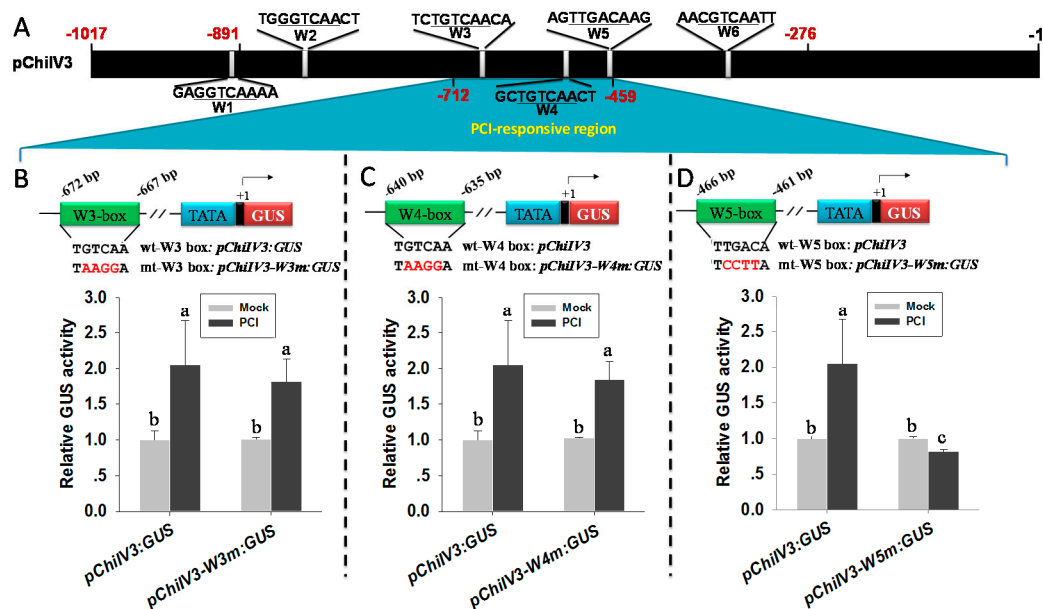 A
-1017
-891
TGGGTCAACT
W2
TCTGTCAACA
W3
AGTTGACAAG
W5
AACGTCAATT
W6
-276
-1
pChiIV3
GAGGTCAAAA
W1
-712
GCTGTCAACT
W4
-459
PCI-responsive region
B
-672 bp
-667 bp
+1
W3-box
//
TATA
GUS
TGTCAA
wt-W3 box: pChiIV3:GUS
TAAGGA
mt-W3 box: pChiIV3-W3m:GUS
Relative GUS activity
3.0
2.5
2.0
1.5
1.0
.5
0.0
Mock
PCI
b
a
b
a
pChiIV3:GUS
pChiIV3-W3m:GUS
C
-640 bp
-635 bp
+1
W4-box
//
TATA
GUS
TGTCAA
wt-W4 box: pChiIV3
TAAGGA
mt-W4 box: pChiIV3-W4m:GUS
Relative GUS activity
3.0
2.5
2.0
1.5
1.0
.5
0.0
Mock
PCI
b
a
b
a
pChiIV3:GUS
pChiIV3-W4m:GUS
D
-466 bp
-461 bp
+1
W5-box
//
TATA
GUS
TTGACA
wt-W5 box: pChiIV3
TCCTTA
mt-W5 box: pChiIV3-W5m:GUS
Relative GUS activity
3.0
2.5
2.0
1.5
1.0
.5
0.0
Mock
PCI
b
a
b
c
pChiIV3:GUS
pChiIV3-W5m:GUS